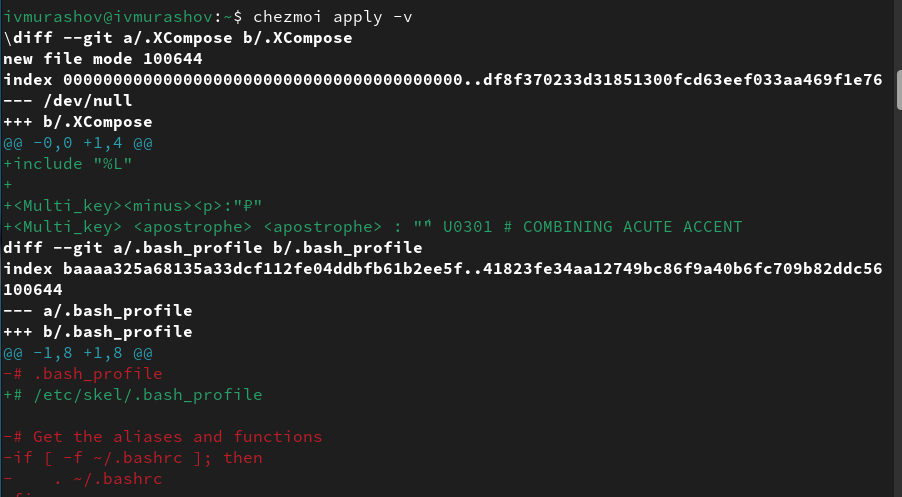 ivmurashov@ivmurashov:~$ chezmoi apply -v
\diff --git a/.XCompose b/.XCompose
new file mode 100644
index 0000000000000000000000000000000000000000..df8f370233d31851300fcd63eef033aa469f1e76
--- /dev/null
+++ b/.XCompose
@@ -0,0 +1,4 @@
+include "%L"
+
+<Multi_key><minus><p>:"₽"
+<Multi_key> <apostrophe> <apostrophe> : "́" U0301 # COMBINING ACUTE ACCENT
diff --git a/.bash_profile b/.bash_profile
index baaaa325a68135a33dcf112fe04ddbfb61b2ee5f..41823fe34aa12749bc86f9a40b6fc709b82ddc56
100644
--- a/.bash_profile
+++ b/.bash_profile
@@ -1,8 +1,8 @@
-# .bash_profile
+# /etc/skel/.bash_profile
-# Get the aliases and functions
-if [ -f ~/.bashrc ]; then
-    . ~/.bashrc